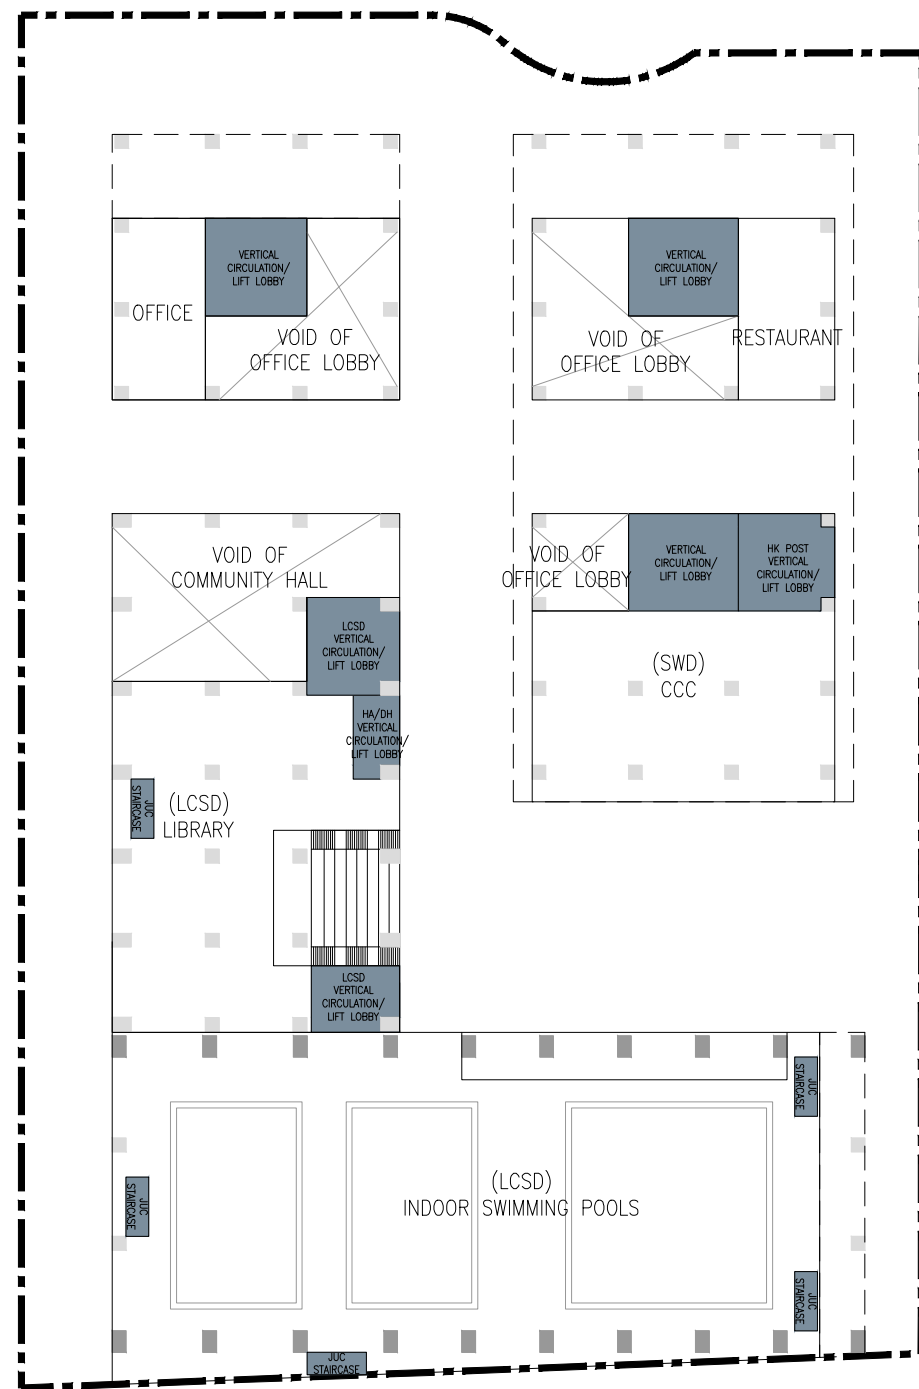 VERTICAL
CIRCULATION/
LIFT LOBBY
OFFICE
VOID OF
OFFICE LOBBY
VERTICAL
CIRCULATION/
LIFT LOBBY
VOID OF
OFFICE LOBBY
RESTAURANT
VOID OF
COMMUNITY HALL
LCSD
VERTICAL
CIRCULATION/
LIFT LOBBY
HA/DH
VERTICAL
CIRCULATION/
LIFT LOBBY
VOID OF
OFFICE LOBBY
VERTICAL
CIRCULATION/
LIFT LOBBY
HK POST
VERTICAL
CIRCULATION/
LIFT LOBBY
(SWD)
CCC
JUC
STAIRCASE
(LCSD)
LIBRARY
LCSD
VERTICAL
CIRCULATION/
LIFT LOBBY
JUC
STAIRCASE
(LCSD)
INDOOR SWIMMING POOLS
JUC
STAIRCASE
JUC
STAIRCASE
JUC
STAIRCASE